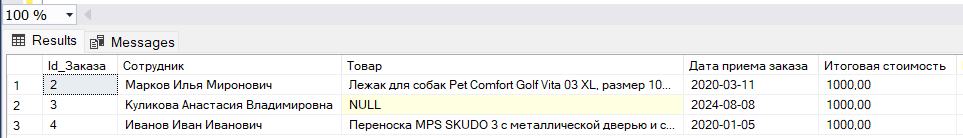 100 %
Results Messages
Id_Заказа Сотрудник Товар Дата приема заказа Итоговая стоимость
1 2 Марков Илья Миронович Лежак для собак Pet Comfort Golf Vita 03 XL, размер 10... 2020-03-11 1000,00
2 3 Куликова Анастасия Владимировна NULL 2024-08-08 1000,00
3 4 Иванов Иван Иванович Переноска MPS SKUDO 3 с металлической дверью и с... 2020-01-05 1000,00